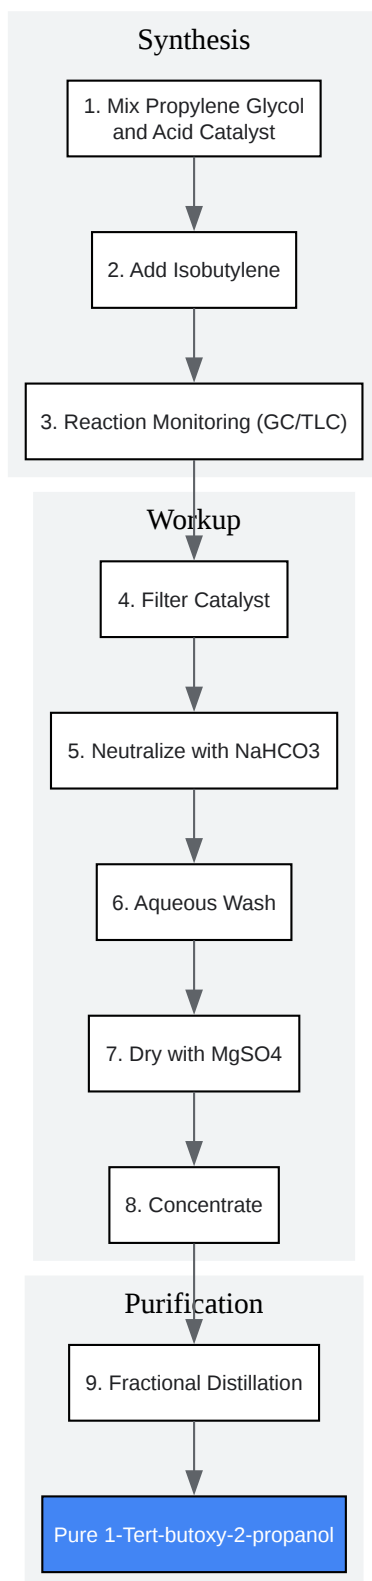 Synthesis
1. Mix Propylene Glycol
and Acid Catalyst
2. Add Isobutylene
3. Reaction Monitoring (GC/TLC)
Workup
4. Filter Catalyst
5. Neutralize with NaHCO3
6. Aqueous Wash
7. Dry with MgSO4
8. Concentrate
Purification
9. Fractional Distillation
Pure 1-Tert-butoxy-2-propanol